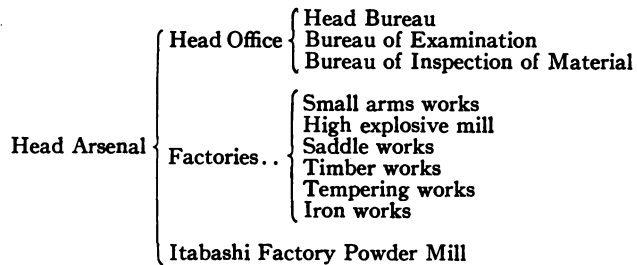 Head Arsenal
Head Office
Head Bureau
Bureau of Examination
Bureau of Inspection of Material
Factories..
Small arms works
High explosive mill
Saddle works
Timber works
Tempering works
Iron works
Itabashi Factory Powder Mill